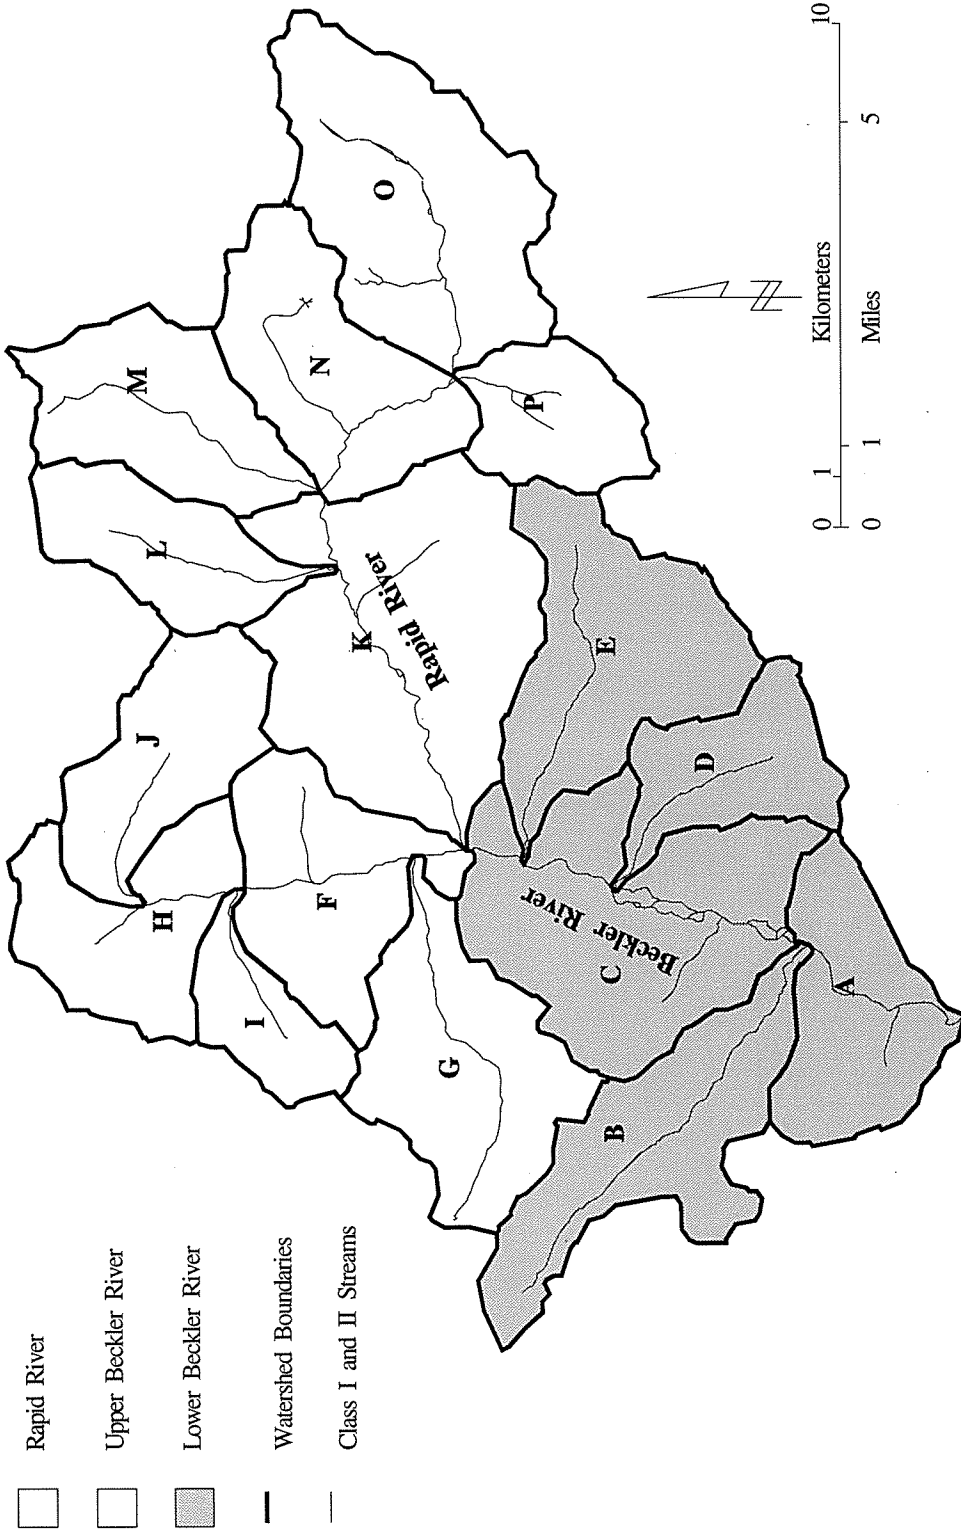 Rapid River
Upper Beckler River
Lower Beckler River
Watershed Boundaries
Class I and II Streams
M
L
J
H
N
O
F
I
K
Rapid River
P
G
E
D
Beckler River
C
B
A
0 1 Kilometers 10
0 1 Miles 5
N